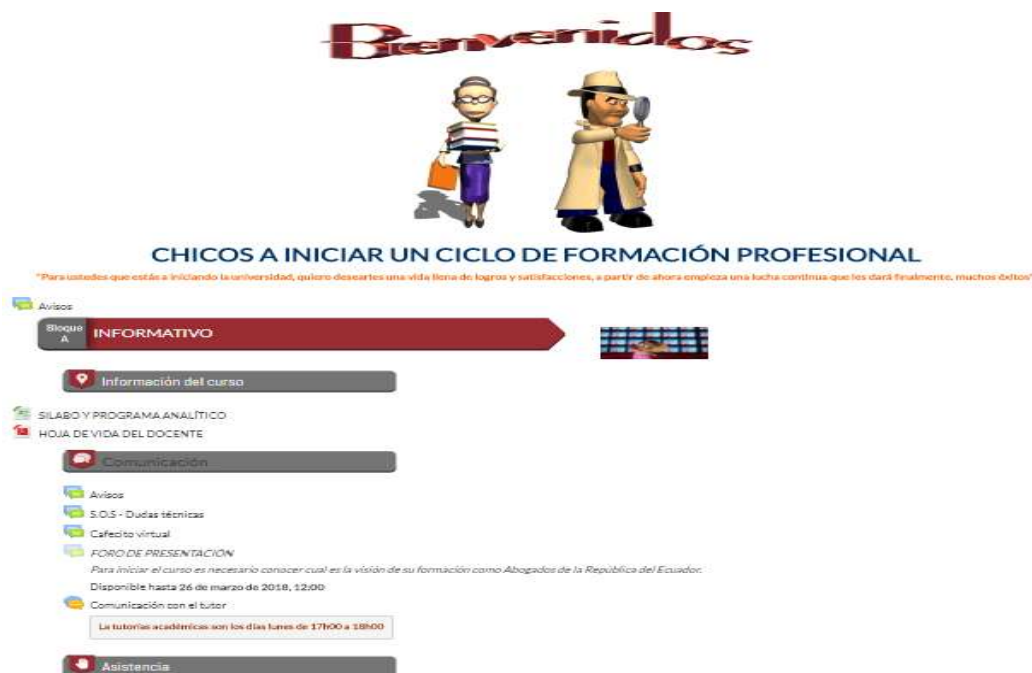 Bienvenidos
CHICOS A INICIAR UN CICLO DE FORMACIÓN PROFESIONAL
"Para ustedes que estás a iniciando la universidad, quiero desearles una vida llena de logros y satisfacciones, a partir de ahora empieza una lucha continua que les dará finalmente, muchos éxitos"
Avisos
Bloque A INFORMATIVO
Información del curso
SILABO Y PROGRAMA ANALÍTICO
HOJA DE VIDA DEL DOCENTE
Comunicación
Avisos
S.O.S - Dudas técnicas
Cafecito virtual
FORO DE PRESENTACIÓN
Para iniciar el curso es necesario conocer cual es la visión de su formación como Abogados de la República del Ecuador.
Disponible hasta 26 de marzo de 2018, 12:00
Comunicación con el tutor
La tutorías académicas son los días lunes de 17h00 a 18h00
Asistencia